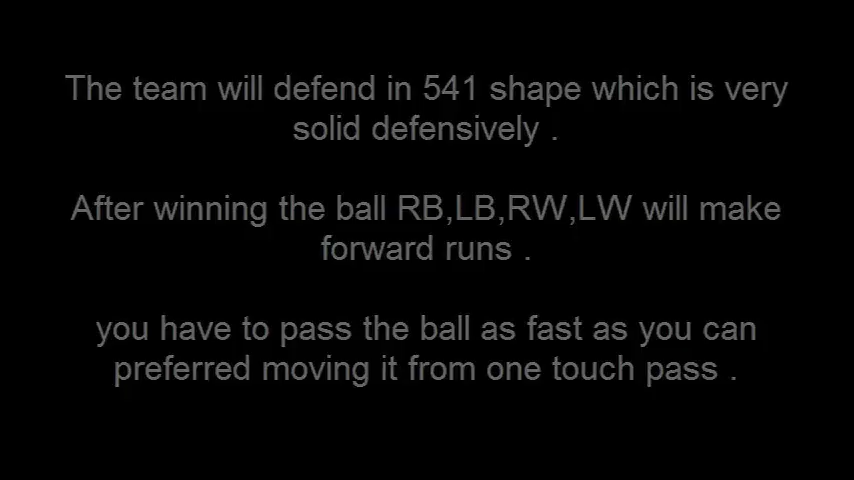 The team will defend in 541 shape which is very
solid defensively .
After winning the ball RB,LB,RW,LW will make
forward runs .
you have to pass the ball as fast as you can
preferred moving it from one touch pass .